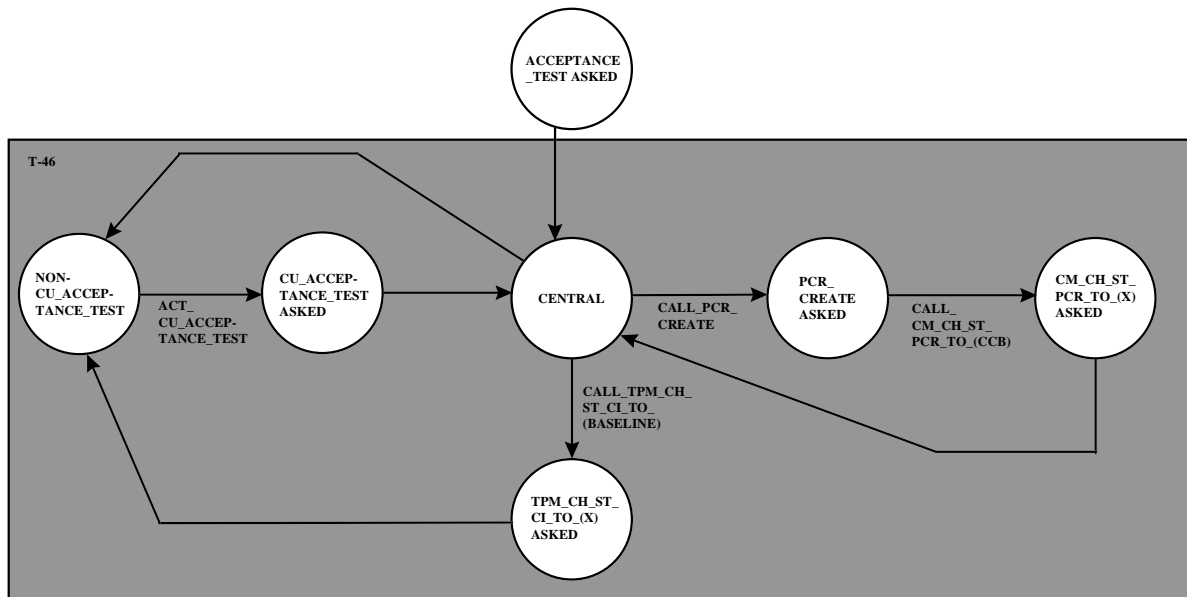 ACCEPTANCE
_TEST ASKED
T-46
NON-
CU_ACCEP-
TANCE_TEST
ACT_
CU_ACCEP-
TANCE_TEST
CU_ACCEP-
TANCE_TEST
ASKED
CENTRAL
CALL_PCR_
CREATE
PCR_
CREATE
ASKED
CALL_
CM_CH_ST_
PCR_TO_(CCB)
CM_CH_ST_
PCR_TO_(X)
ASKED
CALL_TPM_CH_
ST_CI_TO_
(BASELINE)
TPM_CH_ST_
CI_TO_(X)
ASKED